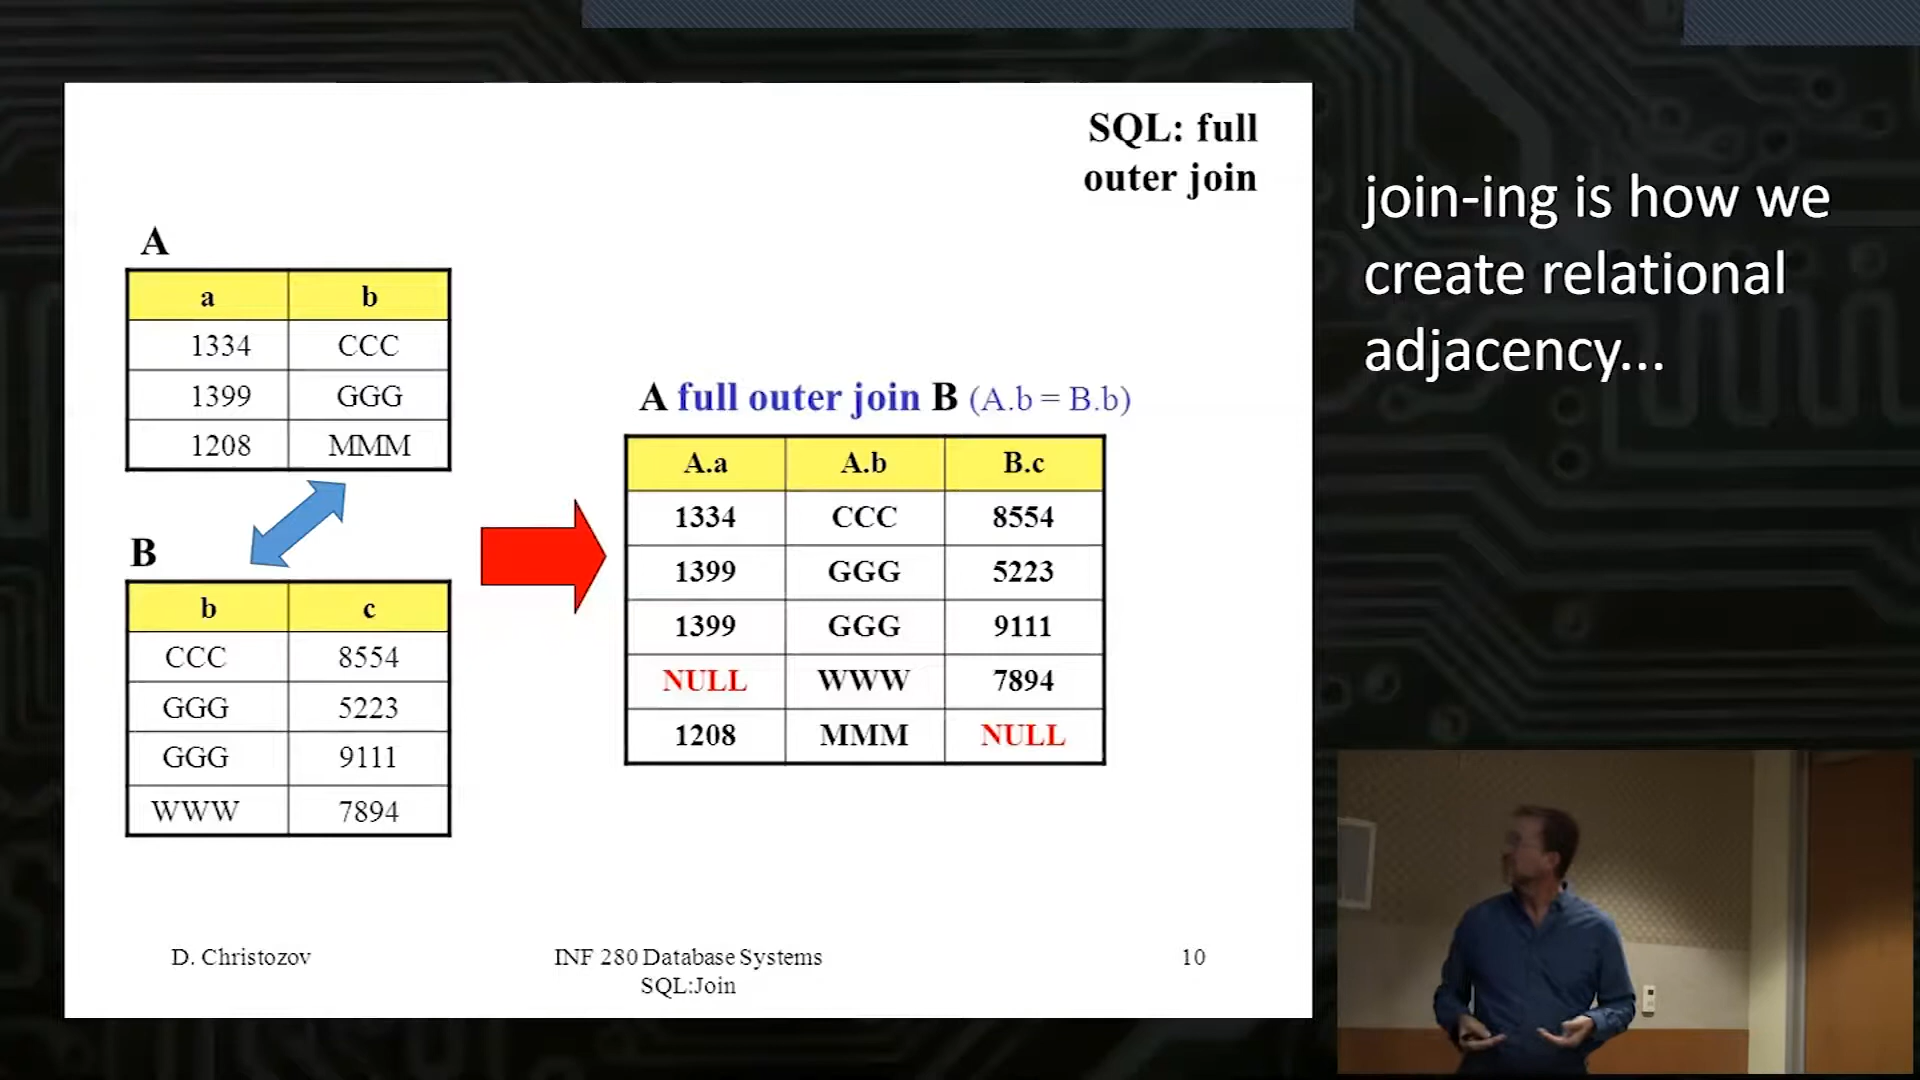 SQL: full
outer join
join-ing is how we
create relational
adjacency...
A
a b
1334 CCC
1399 GGG
1208 MMM
B
b c
CCC 8554
GGG 5223
GGG 9111
WWW 7894
A full outer join B (A.b = B.b)
A.a A.b B.c
1334 CCC 8554
1399 GGG 5223
1399 GGG 9111
NULL WWW 7894
1208 MMM NULL
D. Christozov
INF 280 Database Systems
SQL:Join
10